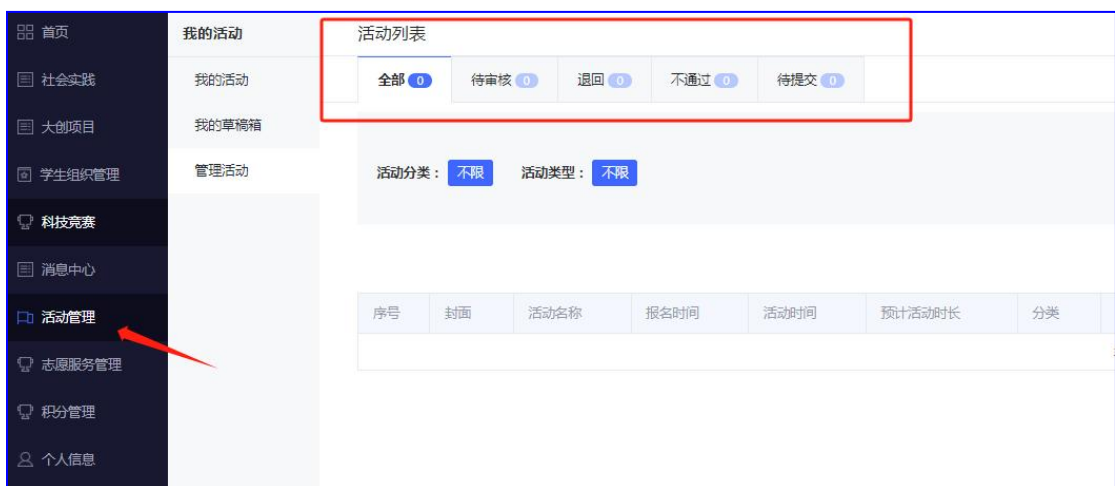 首页
社会实践
大创项目
学生组织管理
科技竞赛
消息中心
活动管理
志愿服务管理
积分管理
个人信息
我的活动
我的活动
我的草稿箱
管理活动
活动列表
全部 0 待审核 0 退回 0 不通过 0 待提交 0
活动分类： 不限 活动类型： 不限
序号 封面 活动名称 报名时间 活动时间 预计活动时长 分类